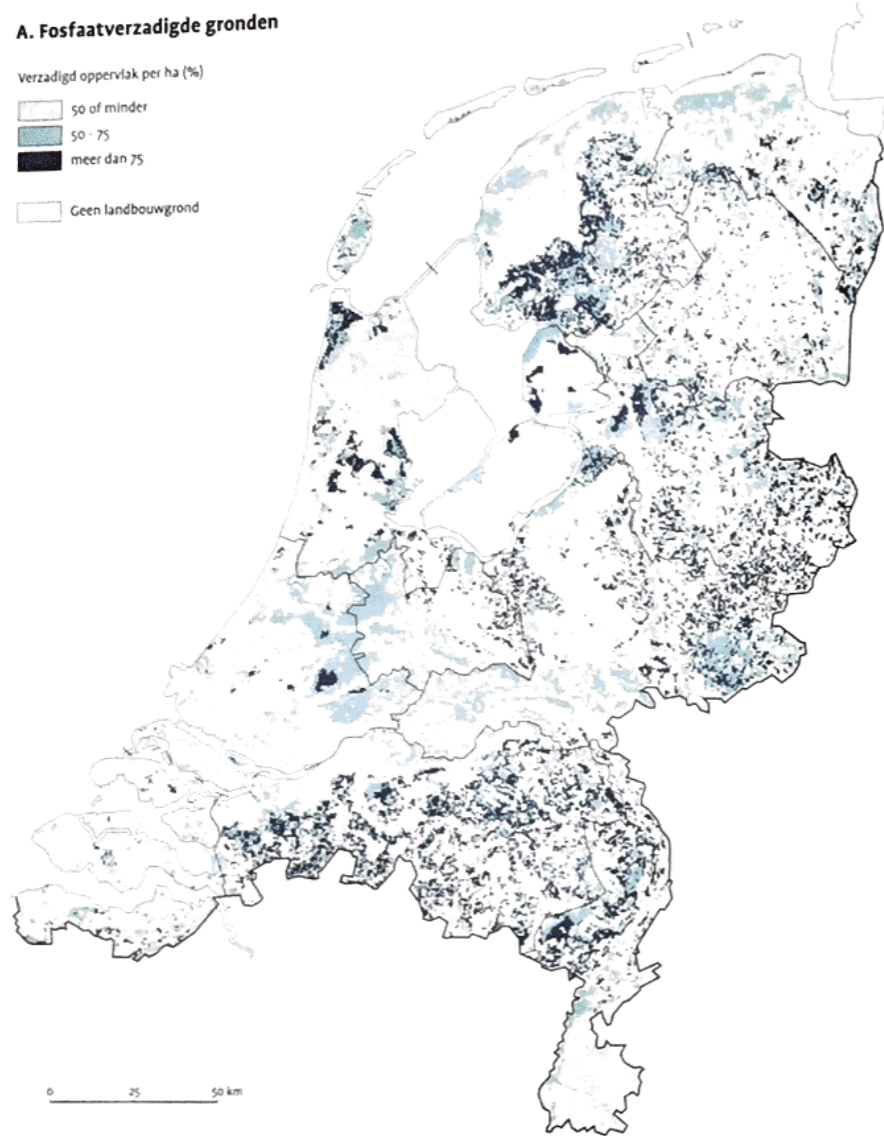 A. Fosfaatverzadigde gronden
Verzadigd oppervlak per ha (%)
50 of minder
50 - 75
meer dan 75
Geen landbouwgrond
0 25 50 km